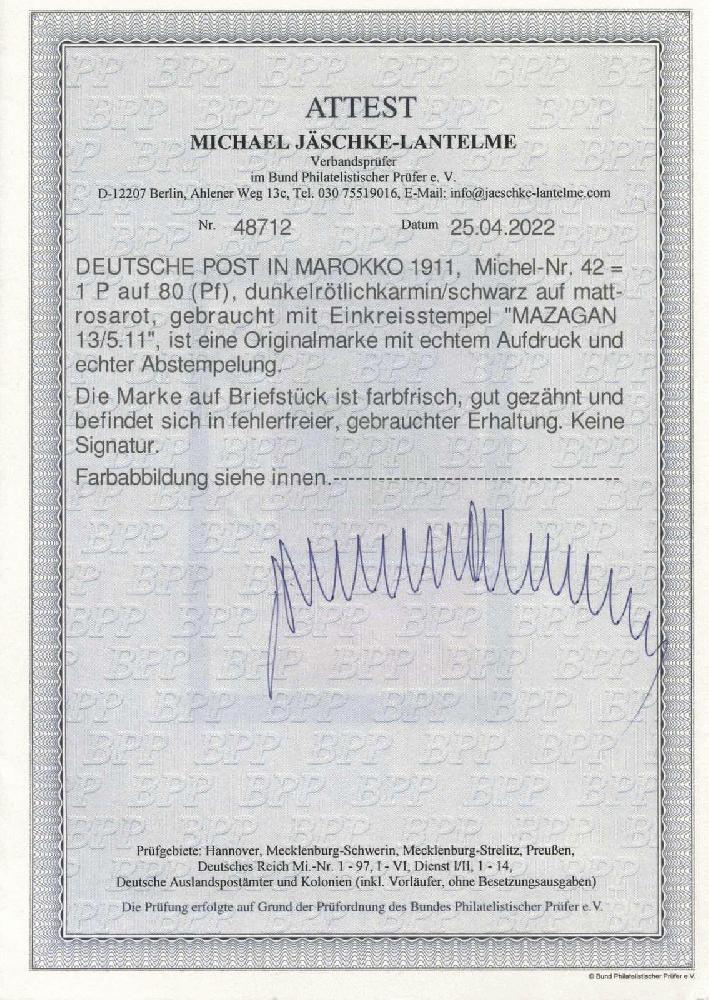 ATTEST
MICHAEL JÄSCHKE-LANTELME
Verbandsprüfer
im Bund Philatelistischer Prüfer e. V.
D-12207 Berlin, Ahlener Weg 13c, Tel. 030 75519016, E-Mail: info@jaeschke-lantelme.com
Nr. 48712 Datum 25.04.2022
DEUTSCHE POST IN MAROKKO 1911, Michel-Nr. 42 =
1 P auf 80 (Pf), dunkelrötlichkarmin/schwarz auf matt-
rosarot, gebraucht mit Einkreisstempel "MAZAGAN
13/5.11", ist eine Originalmarke mit echtem Aufdruck und
echter Abstempelung.
Die Marke auf Briefstück ist farbfrisch, gut gezähnt und
befindet sich in fehlerfreier, gebrauchter Erhaltung. Keine
Signatur.
Farbabbildung siehe innen.-----------------------------------
Prüfgebiete: Hannover, Mecklenburg-Schwerin, Mecklenburg-Strelitz, Preußen,
Deutsches Reich Mi.-Nr. 1 - 97, I - VI, Dienst I/II, 1 - 14,
Deutsche Auslandspostämter und Kolonien (inkl. Vorläufer, ohne Besetzungsausgaben)
Die Prüfung erfolgte auf Grund der Prüfordnung des Bundes Philatelistischer Prüfer e.V.
© Bund Philatelistischer Prüfer e.V.